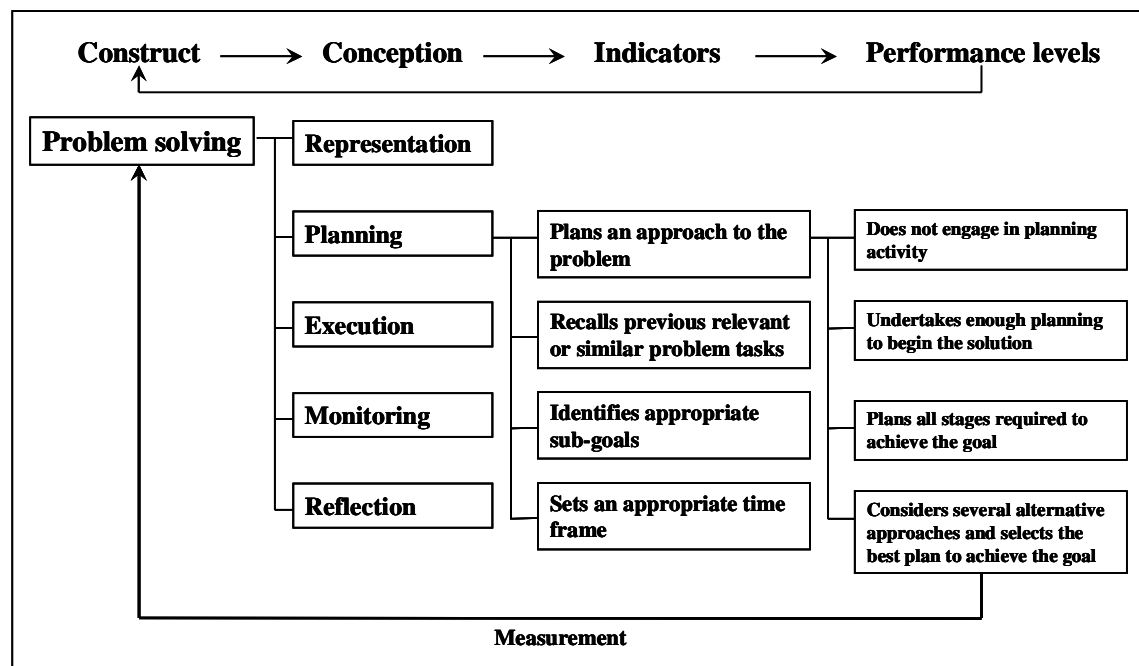 Construct Conception Indicators Performance levels
Problem solving
Representation
Planning
Execution
Monitoring
Reflection
Plans an approach to the
problem
Recalls previous relevant
or similar problem tasks
Identifies appropriate
sub-goals
Sets an appropriate time
frame
Does not engage in planning
activity
Undertakes enough planning
to begin the solution
Plans all stages required to
achieve the goal
Considers several alternative
approaches and selects the
best plan to achieve the goal
Measurement